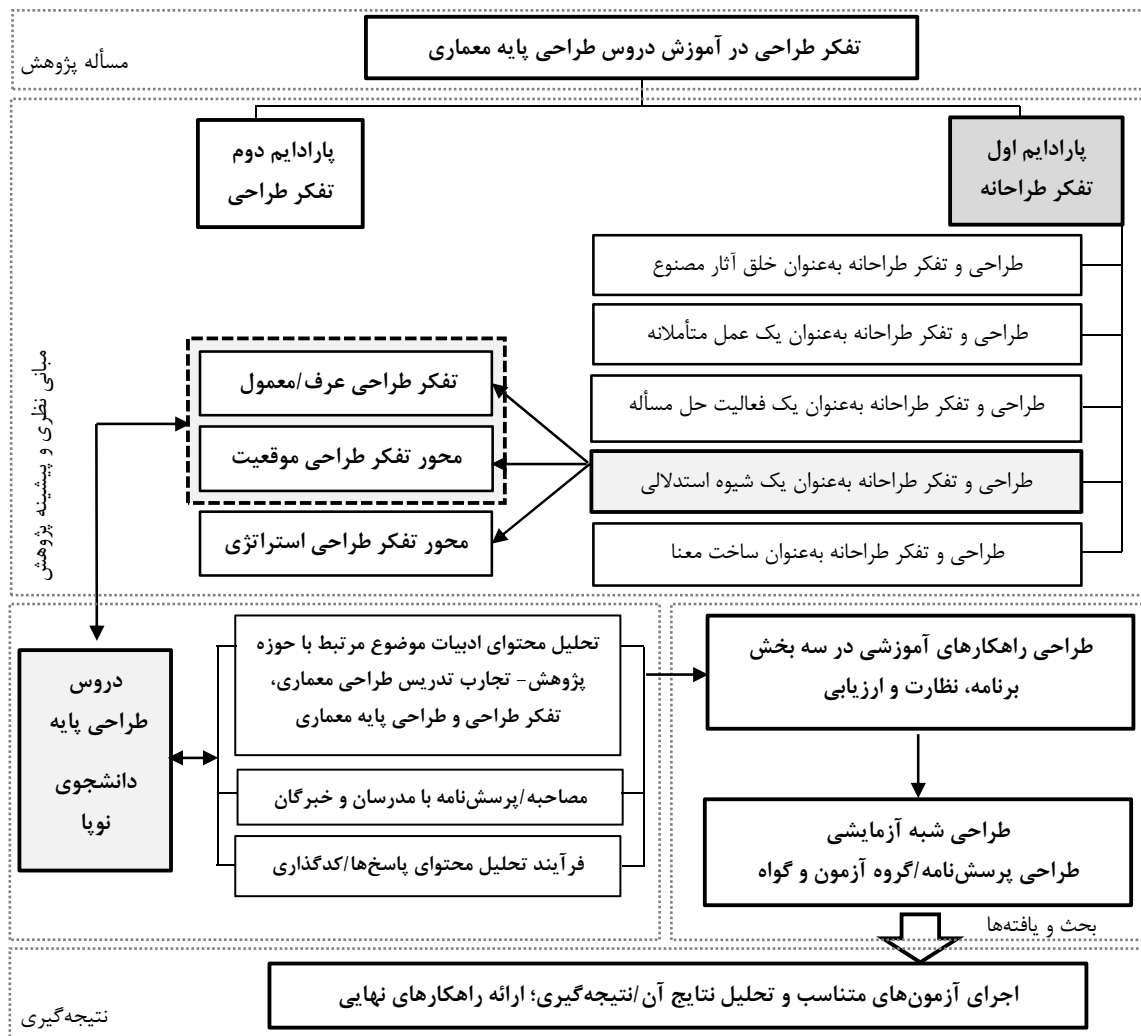 تفکر طراحی در آموزش دروس طراحی پایه معماری
مسأله پژوهش
پارادایم اول
تفکر طراحانه
پارادایم دوم
تفکر طراحی
طراحی و تفکر طراحانه به‌عنوان خلق آثار مصنوع
طراحی و تفکر طراحانه به‌عنوان یک عمل متأملانه
طراحی و تفکر طراحانه به‌عنوان یک فعالیت حل مسأله
طراحی و تفکر طراحانه به‌عنوان یک شیوه استدلالی
طراحی و تفکر طراحانه به‌عنوان ساخت معنا
تفکر طراحی عرف/معمول
محور تفکر طراحی موقعیت
محور تفکر طراحی استراتژی
مبانی نظری و پیشینه پژوهش
دروس
طراحی پایه
دانشجوی
نوپا
تحلیل محتوای ادبیات موضوع مرتبط با حوزه
پژوهش- تجارب تدریس طراحی معماری،
تفکر طراحی و طراحی پایه معماری
مصاحبه/پرسش‌نامه با مدرسان و خبرگان
فرآیند تحلیل محتوای پاسخ‌ها/کدگذاری
طراحی راهکارهای آموزشی در سه بخش
برنامه، نظارت و ارزیابی
طراحی شبه آزمایشی
طراحی پرسش‌نامه/گروه آزمون و گواه
بحث و یافته‌ها
اجرای آزمون‌های متناسب و تحلیل نتایج آن/نتیجه‌گیری؛ ارائه راهکارهای نهایی
نتیجه‌گیری